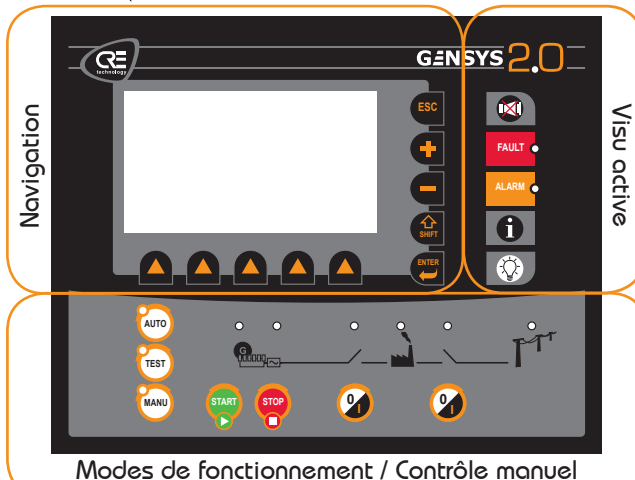 CRE
technology
GENSYS 2.0
ESC
FAULT
ALARM
i
SHIFT
ENTER
Navigation
Visu active
AUTO
TEST
MANU
G
START
STOP
0
I
0
I
Modes de fonctionnement / Contrôle manuel